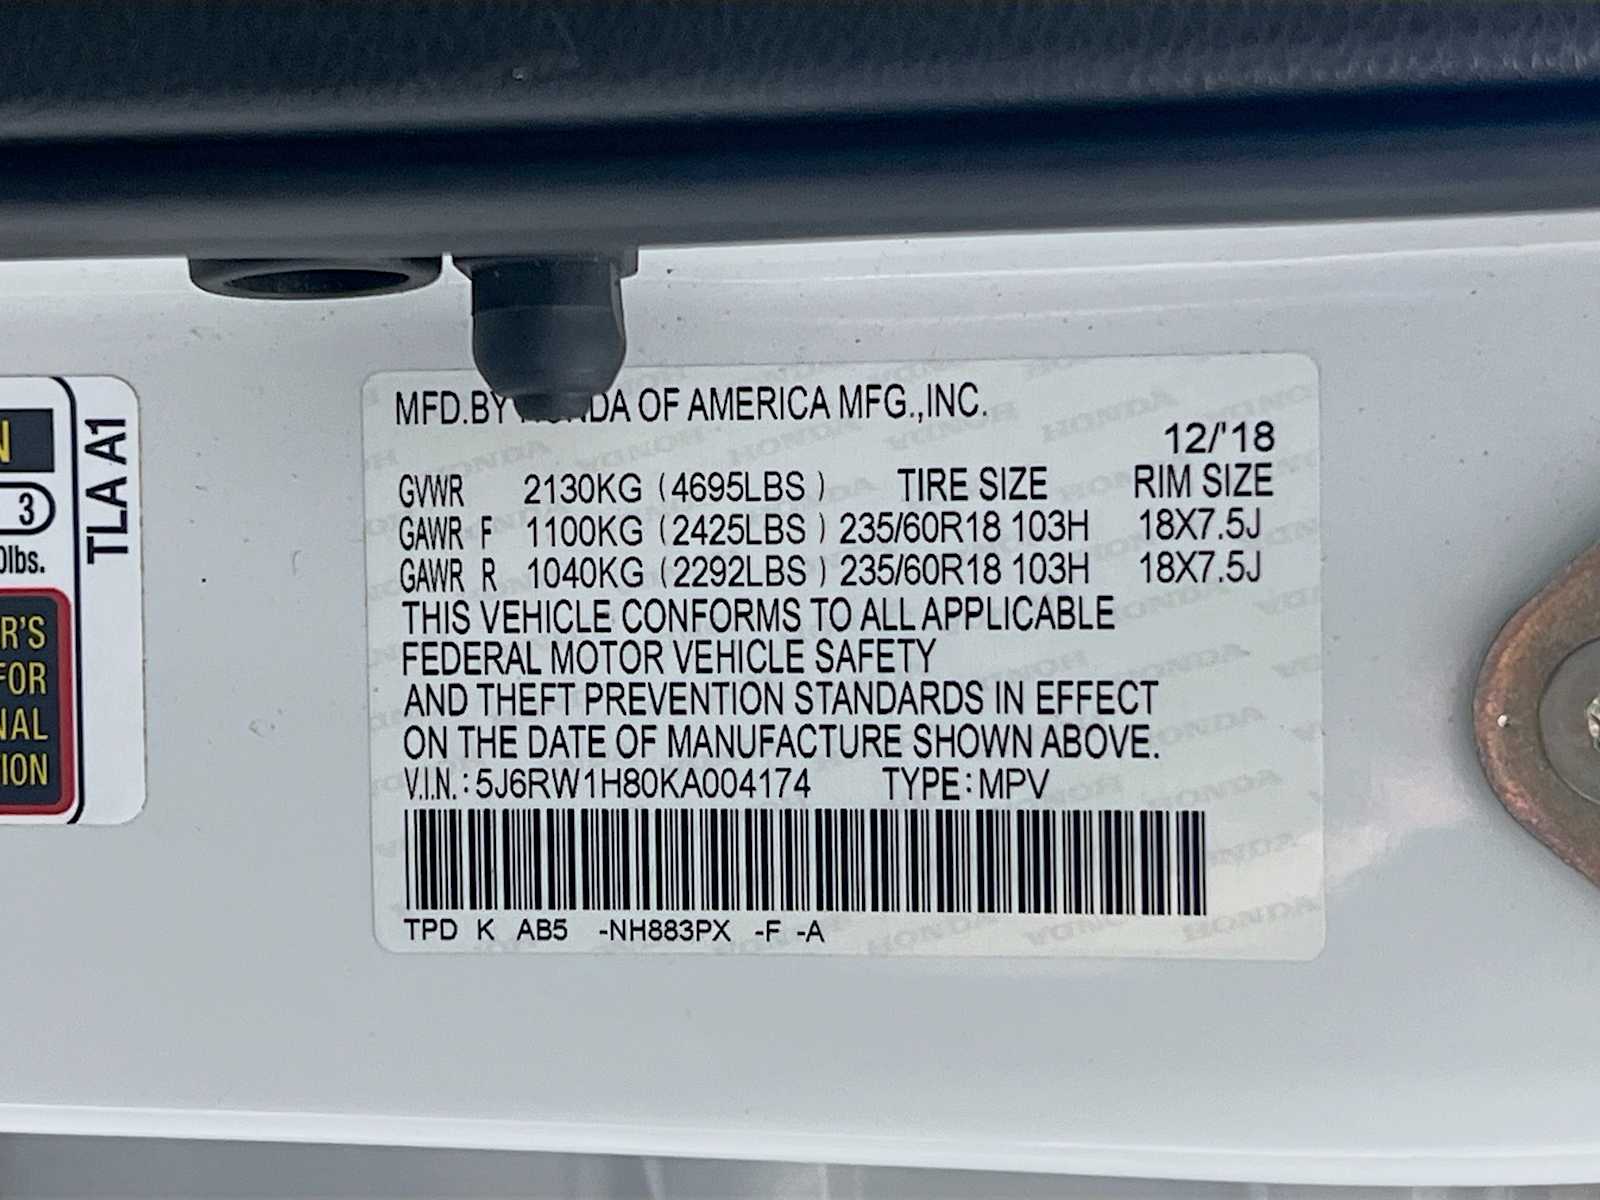 MFD.BY HONDA OF AMERICA MFG.,INC.
12/'18
GVWR 2130KG (4695LBS) TIRE SIZE RIM SIZE
GAWR F 1100KG (2425LBS) 235/60R18 103H 18X7.5J
GAWR R 1040KG (2292LBS) 235/60R18 103H 18X7.5J
THIS VEHICLE CONFORMS TO ALL APPLICABLE
FEDERAL MOTOR VEHICLE SAFETY
AND THEFT PREVENTION STANDARDS IN EFFECT
ON THE DATE OF MANUFACTURE SHOWN ABOVE.
V.I.N.: 5J6RW1H80KA004174 TYPE: MPV
TPD K AB5 -NH883PX -F -A
TLA A1
3
lbs.
FOR